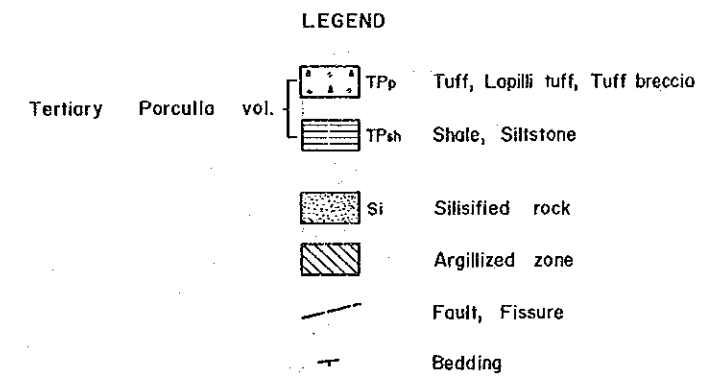 LEGEND
TPp Tuff, Lapilli tuff, Tuff breccia
Tertiary Porculla vol.
TPsh Shale, Siltstone
Si Silisified rock
Argillized zone
Fault, Fissure
Bedding